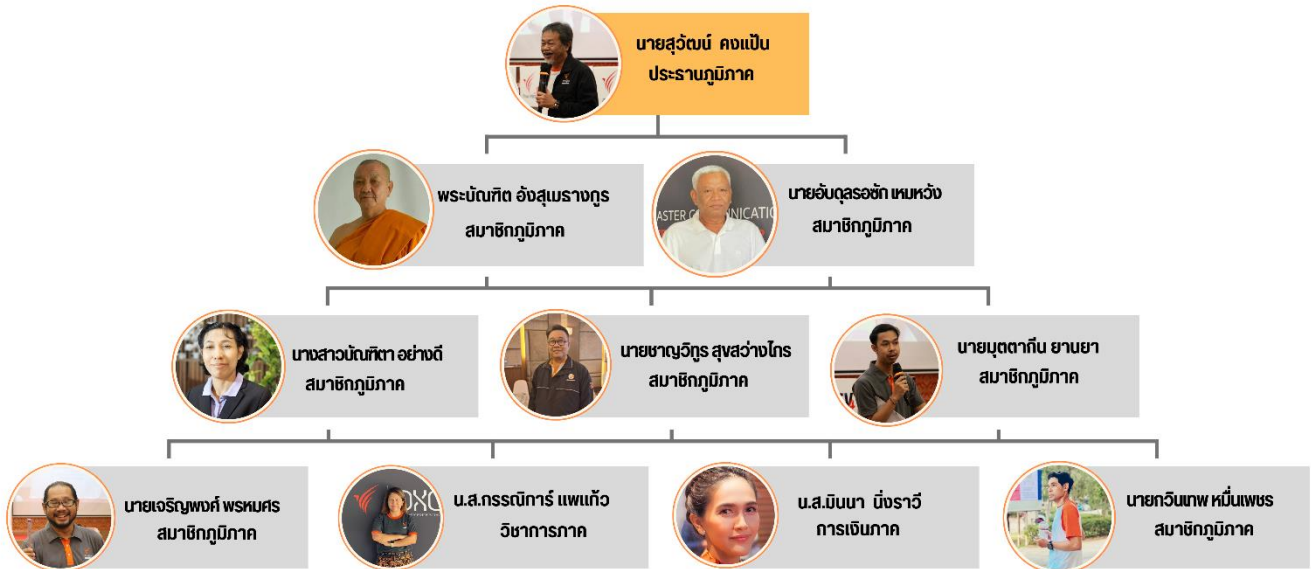 นายสุวัฒน์ คงแป้น
ประธานภูมิภาค
พระบัณฑิต อังสุเมรางกูร
สมาชิกภูมิภาค
นายอับดุลรอซัก เหมหวัง
สมาชิกภูมิภาค
นางสาวบัณฑิตา อย่างดี
สมาชิกภูมิภาค
นายชาญวิทูร สุขสว่างไกร
สมาชิกภูมิภาค
นายมุตตากีน ยานยา
สมาชิกภูมิภาค
นายเจริญพงศ์ พรหมศร
สมาชิกภูมิภาค
น.ส.กรรณิการ์ แพแก้ว
วิชาการภาค
น.ส.มินนา นิ่งราวี
การเงินภาค
นายกวินเทพ หมื่นเพชร
สมาชิกภูมิภาค